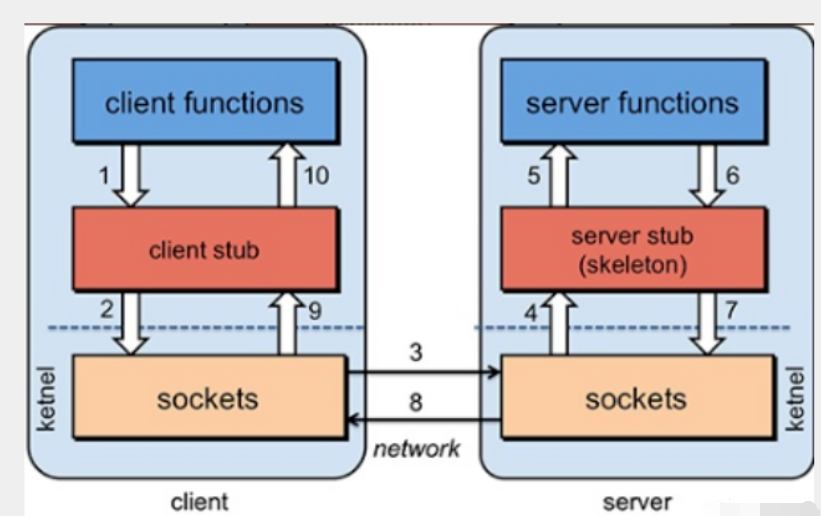 client functions
server functions
1
10
5
6
client stub
server stub
(skeleton)
2
9
4
7
ketnel
sockets
3
8
network
sockets
ketnel
client
server